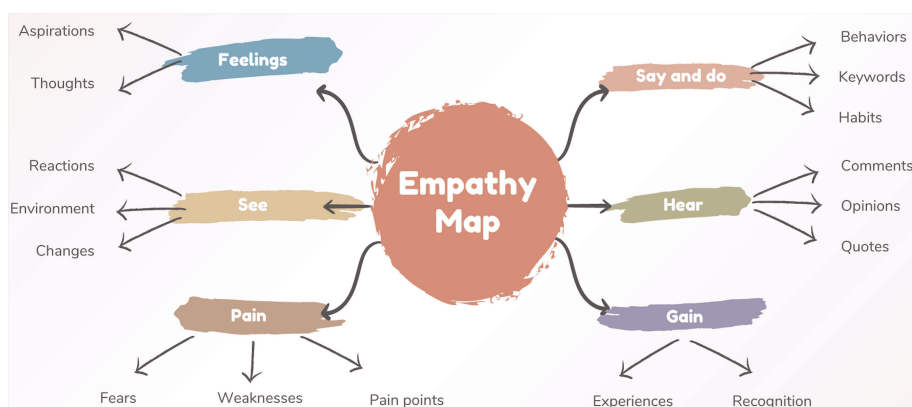 Aspirations
Feelings
Thoughts
Say and do
Behaviors
Keywords
Habits
Empathy
Map
Reactions
See
Environment
Changes
Hear
Comments
Opinions
Quotes
Pain
Fears
Weaknesses
Pain points
Gain
Experiences
Recognition